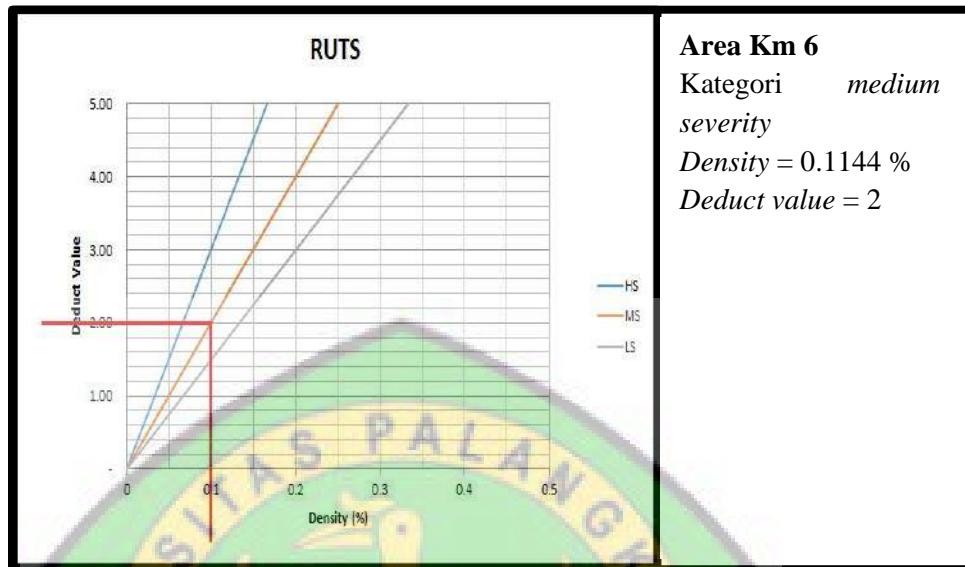 RUTS
5.00
4.00
3.00
2.00
1.00
-
Deduct Value
0 0.1 0.2 0.3 0.4 0.5
Density (%)
HS
MS
LS
Area Km 6
Kategori medium
severity
Density = 0.1144 %
Deduct value = 2
SITAS PALANGK